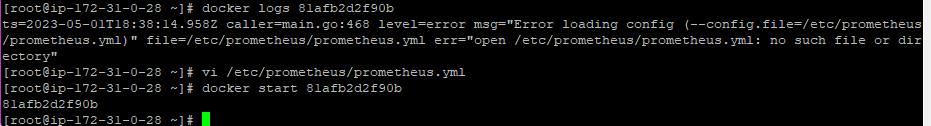 [root@ip-172-31-0-28 ~]# docker logs 81afb2d2f90b
ts=2023-05-01T18:38:14.958Z caller=main.go:468 level=error msg="Error loading config (--config.file=/etc/prometheus
/prometheus.yml)" file=/etc/prometheus/prometheus.yml err="open /etc/prometheus/prometheus.yml: no such file or dir
ectory"
[root@ip-172-31-0-28 ~]# vi /etc/prometheus/prometheus.yml
[root@ip-172-31-0-28 ~]# docker start 81afb2d2f90b
81afb2d2f90b
[root@ip-172-31-0-28 ~]#